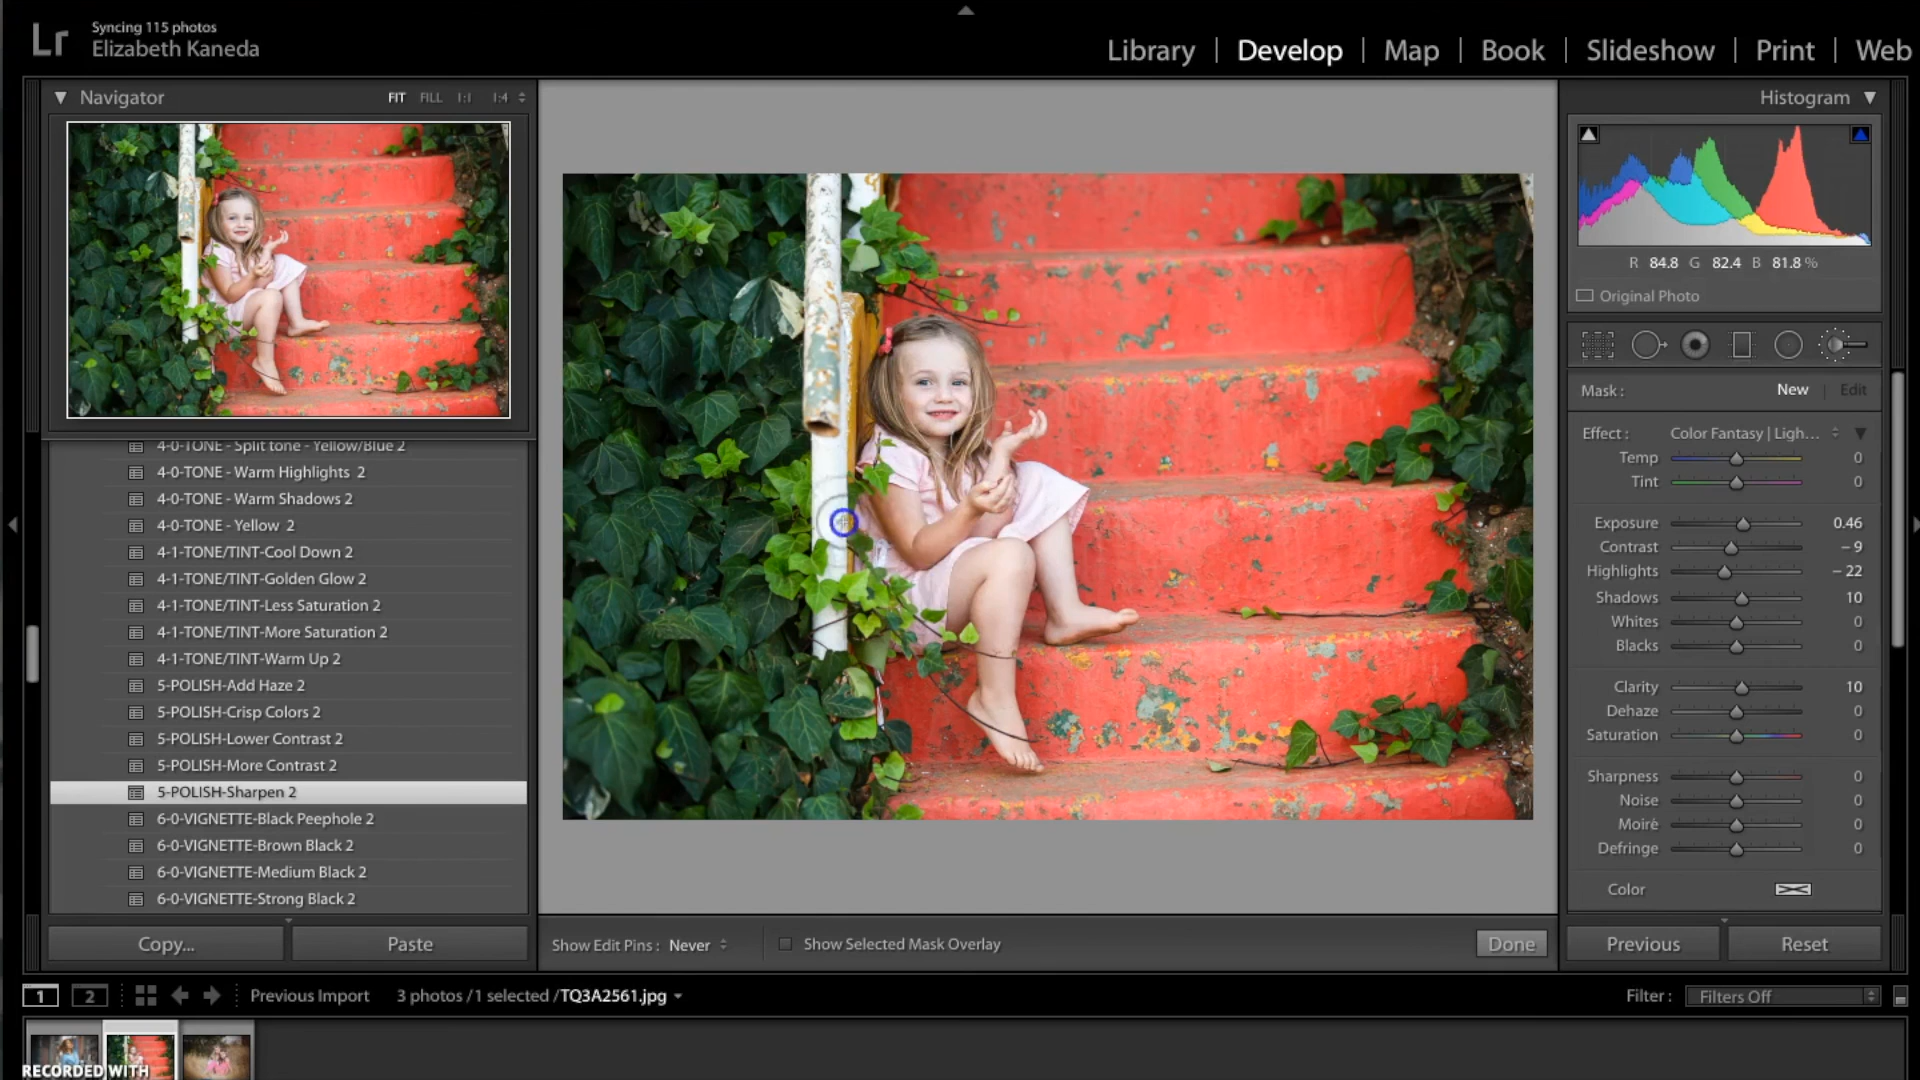 Lr
Syncing 115 photos
Elizabeth Kaneda
Library | Develop | Map | Book | Slideshow | Print | Web
Navigator FIT FILL 1:1 1:4
Histogram
R 84.8 G 82.4 B 81.8 %
Original Photo
Mask : New | Edit
Effect : Color Fantasy | Ligh...
Temp 0
Tint 0
Exposure 0.46
Contrast – 9
Highlights – 22
Shadows 10
Whites 0
Blacks 0
Clarity 10
Dehaze 0
Saturation 0
Sharpness 0
Noise 0
Moiré 0
Defringe 0
Color
Previous Reset
4-0-TONE - Split tone - Yellow/Blue 2
4-0-TONE - Warm Highlights 2
4-0-TONE - Warm Shadows 2
4-0-TONE - Yellow 2
4-1-TONE/TINT-Cool Down 2
4-1-TONE/TINT-Golden Glow 2
4-1-TONE/TINT-Less Saturation 2
4-1-TONE/TINT-More Saturation 2
4-1-TONE/TINT-Warm Up 2
5-POLISH-Add Haze 2
5-POLISH-Crisp Colors 2
5-POLISH-Lower Contrast 2
5-POLISH-More Contrast 2
5-POLISH-Sharpen 2
6-0-VIGNETTE-Black Peephole 2
6-0-VIGNETTE-Brown Black 2
6-0-VIGNETTE-Medium Black 2
6-0-VIGNETTE-Strong Black 2
Copy... Paste
Show Edit Pins : Never Show Selected Mask Overlay Done
1 2 Previous Import 3 photos / 1 selected / TQ3A2561.jpg Filter : Filters Off
RECORDED WITH